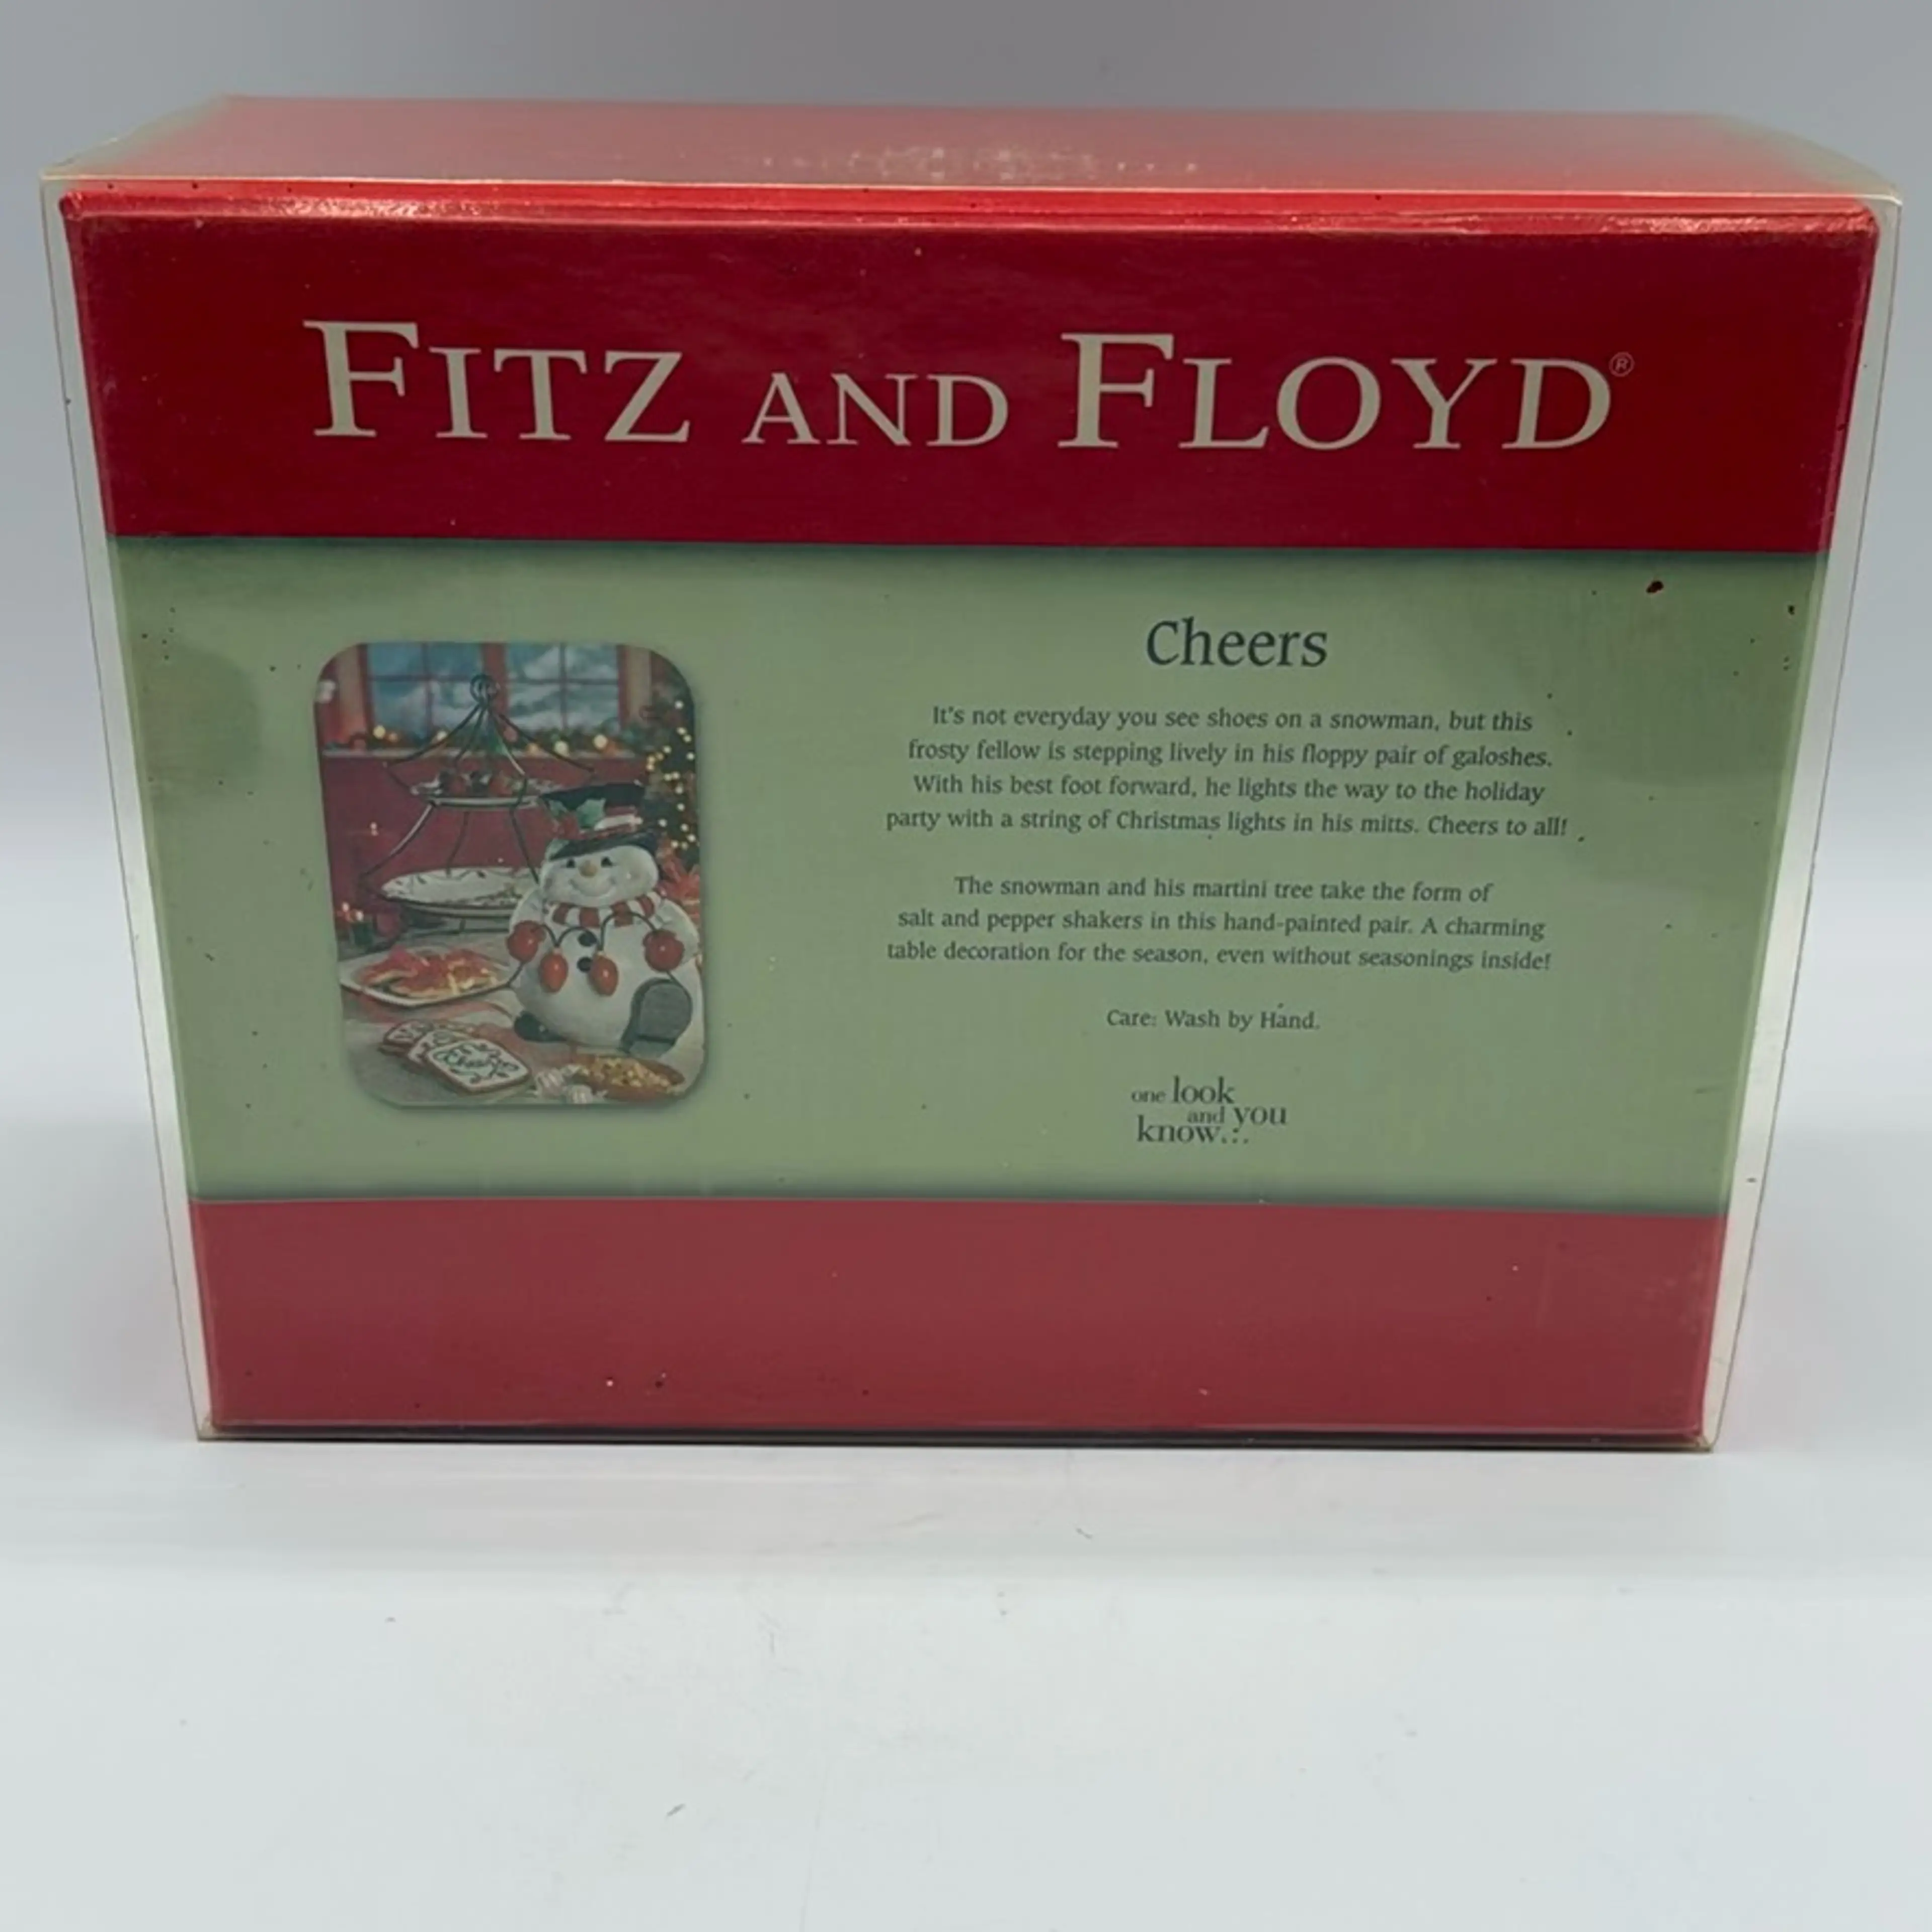 FITZ AND FLOYD®
Cheers
It's not everyday you see shoes on a snowman, but this
frosty fellow is stepping lively in his floppy pair of galoshes.
With his best foot forward, he lights the way to the holiday
party with a string of Christmas lights in his mitts. Cheers to all!
The snowman and his martini tree take the form of
salt and pepper shakers in this hand-painted pair. A charming
table decoration for the season, even without seasonings inside!
Care: Wash by Hand.
one look
and you
know...